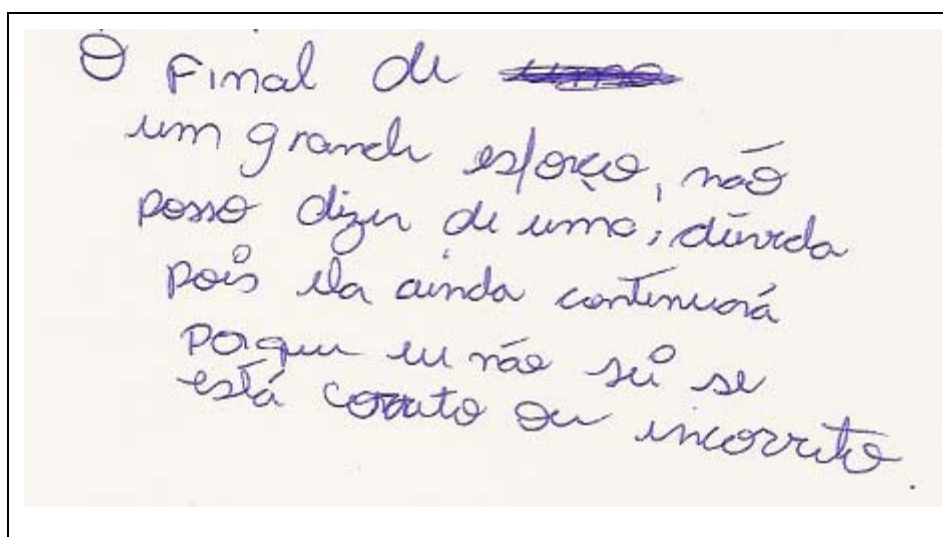 O Final de
um grande esforço, não
posso dizer de uma, dúvida
pois ela ainda continuará
porque eu não sei se
está correto ou incorreto.